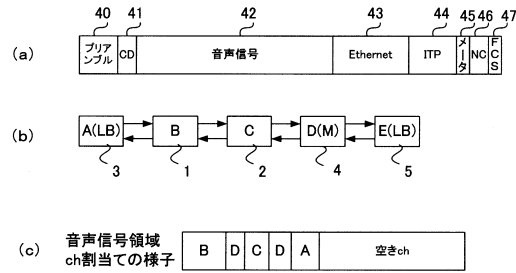 40 41 42 43 44 45 46 47
(a) プリアンブル CD 音声信号 Ethernet ITP メータ NC FCS
(b) A(LB) B C D(M) E(LB)
3 1 2 4 5
(c) 音声信号領域
ch割当ての様子
B D C D A 空きch